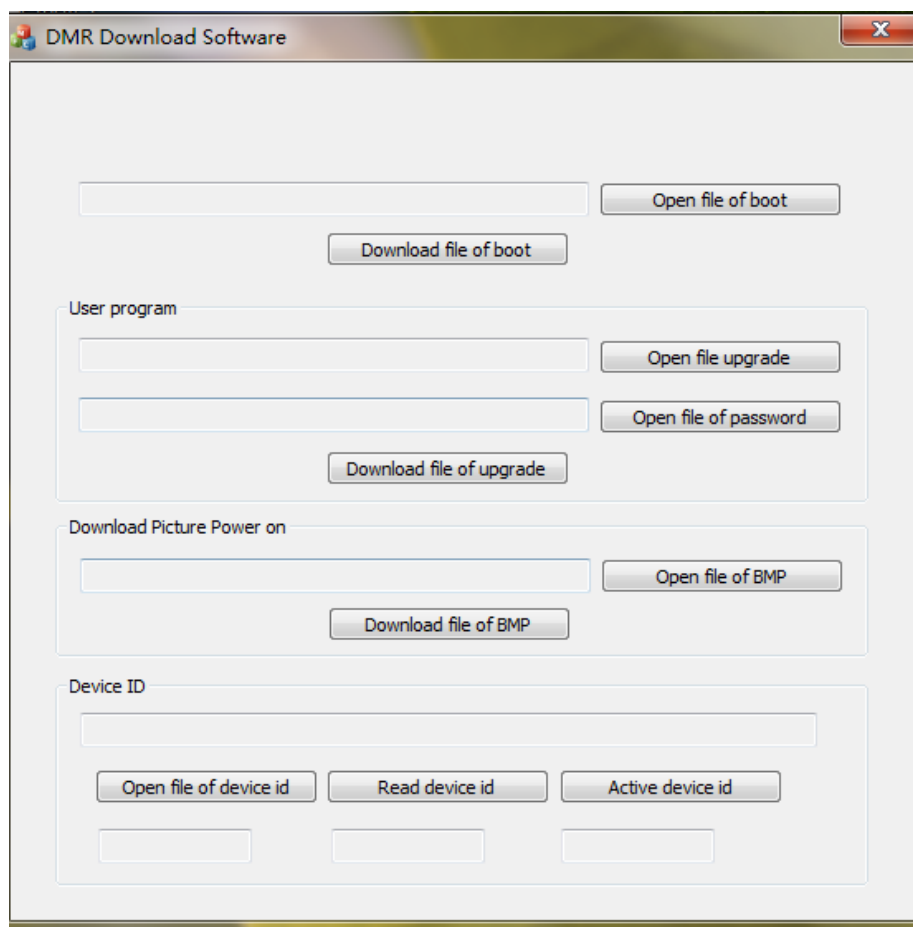 DMR Download Software
Open file of boot
Download file of boot
User program
Open file upgrade
Open file of password
Download file of upgrade
Download Picture Power on
Open file of BMP
Download file of BMP
Device ID
Open file of device id Read device id Active device id